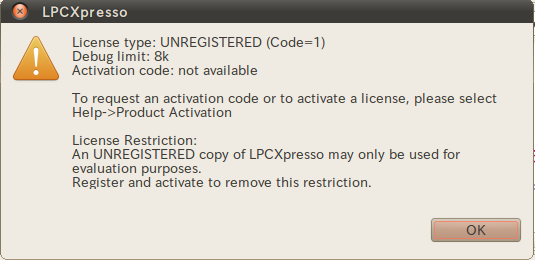 LPCXpresso
License type: UNREGISTERED (Code=1)
Debug limit: 8k
Activation code: not available
To request an activation code or to activate a license, please select
Help->Product Activation
License Restriction:
An UNREGISTERED copy of LPCXpresso may only be used for
evaluation purposes.
Register and activate to remove this restriction.
OK